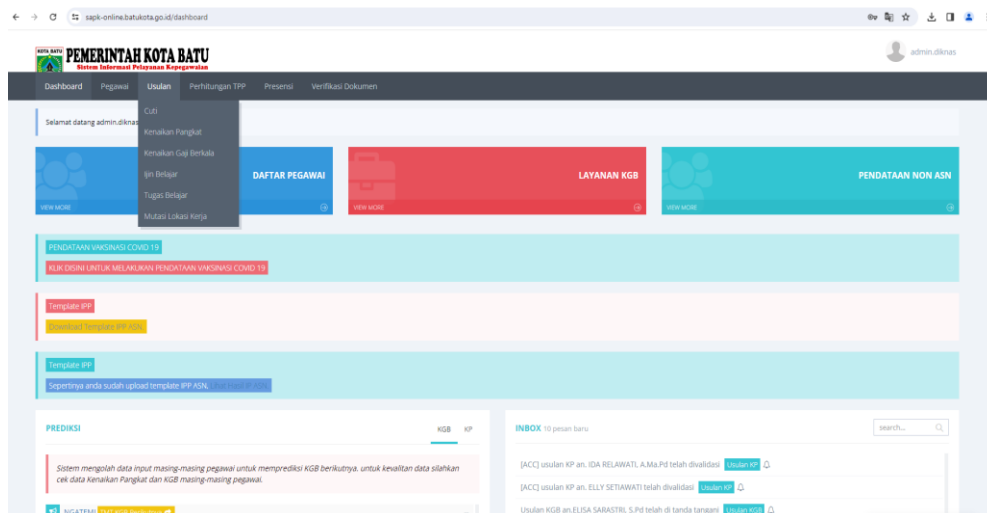 sapk-online.batukota.go.id/dashboard
KOTA BATU
PEMERINTAH KOTA BATU
Sistem Informasi Pelayanan Kepegawaian
admin.diknas
Dashboard Pegawai Usulan Perhitungan TPP Presensi Verifikasi Dokumen
Selamat datang admin.diknas
Cuti
Kenaikan Pangkat
Kenaikan Gaji Berkala
Ijin Belajar
Tugas Belajar
Mutasi Lokasi Kerja
DAFTAR PEGAWAI
VIEW MORE
LAYANAN KGB
VIEW MORE
PENDATAAN NON ASN
VIEW MORE
PENDATAAN VAKSINASI COVID 19
KLIK DISINI UNTUK MELAKUKAN PENDATAAN VAKSINASI COVID 19
Template IPP
Download Template IPP ASN.
Template IPP
Sepertinya anda sudah upload template IPP ASN.
PREDIKSI KGB KP
Sistem mengolah data input masing-masing pegawai untuk memprediksi KGB berikutnya. untuk kevalitan data silahkan
cek data Kenaikan Pangkat dan KGB masing-masing pegawai.
NGATEMI
INBOX 10 pesan baru search...
[ACC] usulan KP an. IDA RELAWATI, A.Ma.Pd telah divalidasi Usulan KP
[ACC] usulan KP an. ELLY SETIAWATI telah divalidasi Usulan KP
Usulan KGB an.ELISA SARASTRI, S.Pd telah di tanda tangani Usulan KGB